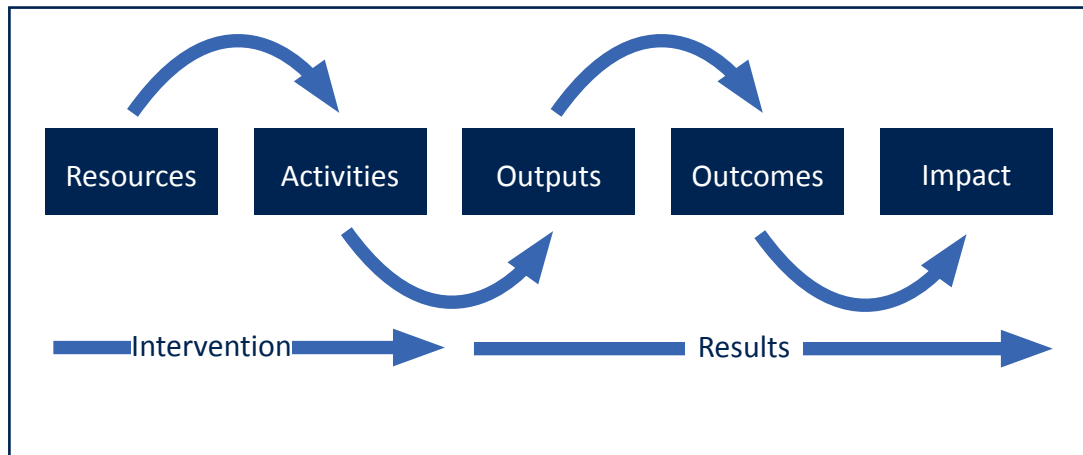 Resources
Activities
Outputs
Outcomes
Impact
Intervention
Results